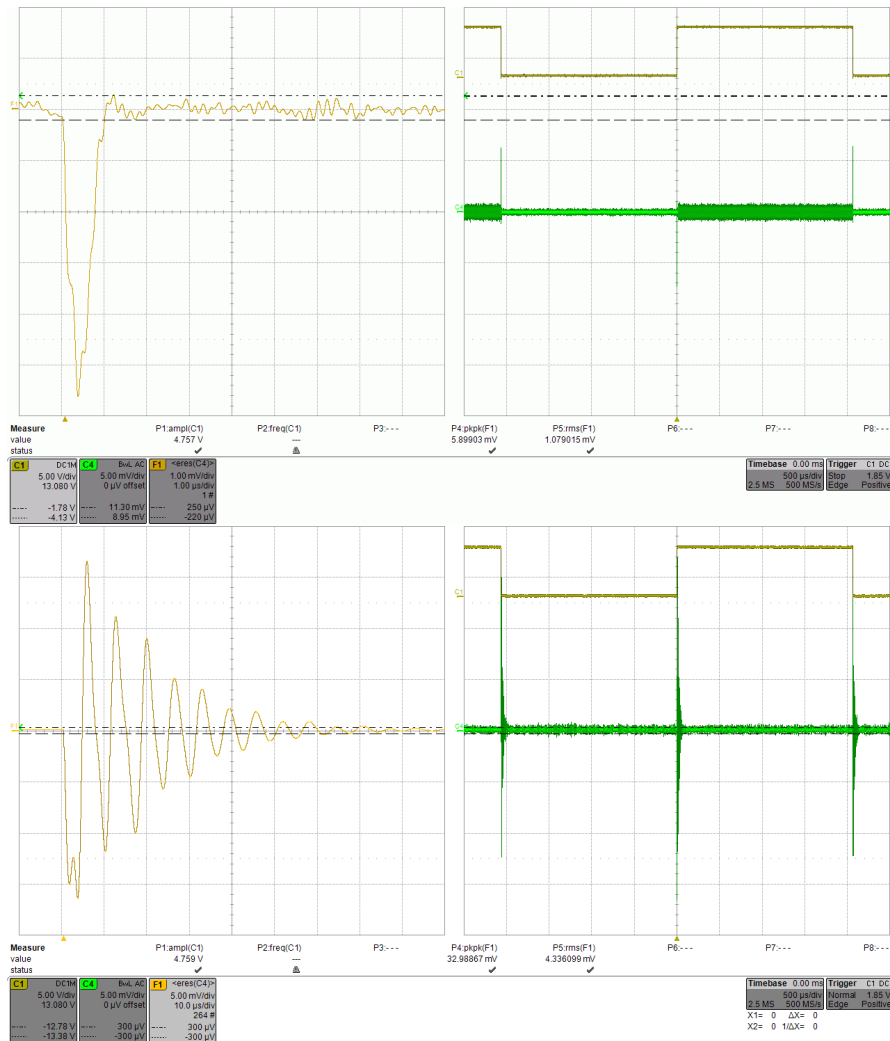 C1
F1
C4
Measure P1:ampl(C1) P2:freq(C1) P3:- - - P4:pkpk(F1) P5:rms(F1) P6:- - - P7:- - - P8:- - -
value 4.757 V --- 5.89903 mV 1.079015 mV
status
C1 DC1M C4 BwL AC F1 <eres(C4)> Timebase 0.00 ms Trigger C1 DC
5.00 V/div 5.00 mV/div 1.00 mV/div 500 µs/div Stop 1.85 V
13.080 V 0 µV offset 1.00 µs/div 2.5 MS 500 MS/s Edge Positive
1 #
-1.78 V 11.30 mV 250 µV
-4.13 V 8.95 mV -220 µV
C1
F1 C4
Measure P1:ampl(C1) P2:freq(C1) P3:- - - P4:pkpk(F1) P5:rms(F1) P6:- - - P7:- - - P8:- - -
value 4.759 V --- 32.98867 mV 4.336099 mV
status
C1 DC1M C4 BwL AC F1 <eres(C4)> Timebase 0.00 ms Trigger C1 DC
5.00 V/div 5.00 mV/div 5.00 mV/div 500 µs/div Normal 1.85 V
13.080 V 0 µV offset 10.0 µs/div 2.5 MS 500 MS/s Edge Positive
264 # X1= 0 ΔX= 0
-12.78 V 300 µV 300 µV X2= 0 1/ΔX= 0
-13.38 V -300 µV -300 µV